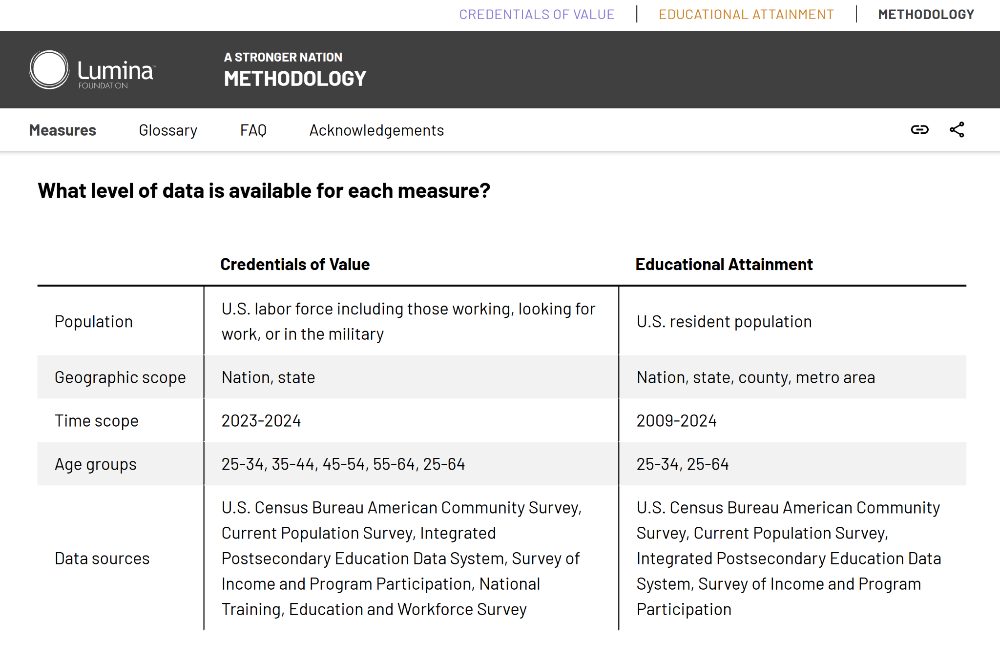 CREDENTIALS OF VALUE | EDUCATIONAL ATTAINMENT | METHODOLOGY
Lumina™
FOUNDATION
A STRONGER NATION
METHODOLOGY
Measures Glossary FAQ Acknowledgements
What level of data is available for each measure?
Credentials of Value Educational Attainment
Population
U.S. labor force including those working, looking for
work, or in the military
U.S. resident population
Geographic scope
Nation, state
Nation, state, county, metro area
Time scope
2023-2024
2009-2024
Age groups
25-34, 35-44, 45-54, 55-64, 25-64
25-34, 25-64
Data sources
U.S. Census Bureau American Community Survey,
Current Population Survey, Integrated
Postsecondary Education Data System, Survey of
Income and Program Participation, National
Training, Education and Workforce Survey
U.S. Census Bureau American Community
Survey, Current Population Survey,
Integrated Postsecondary Education Data
System, Survey of Income and Program
Participation